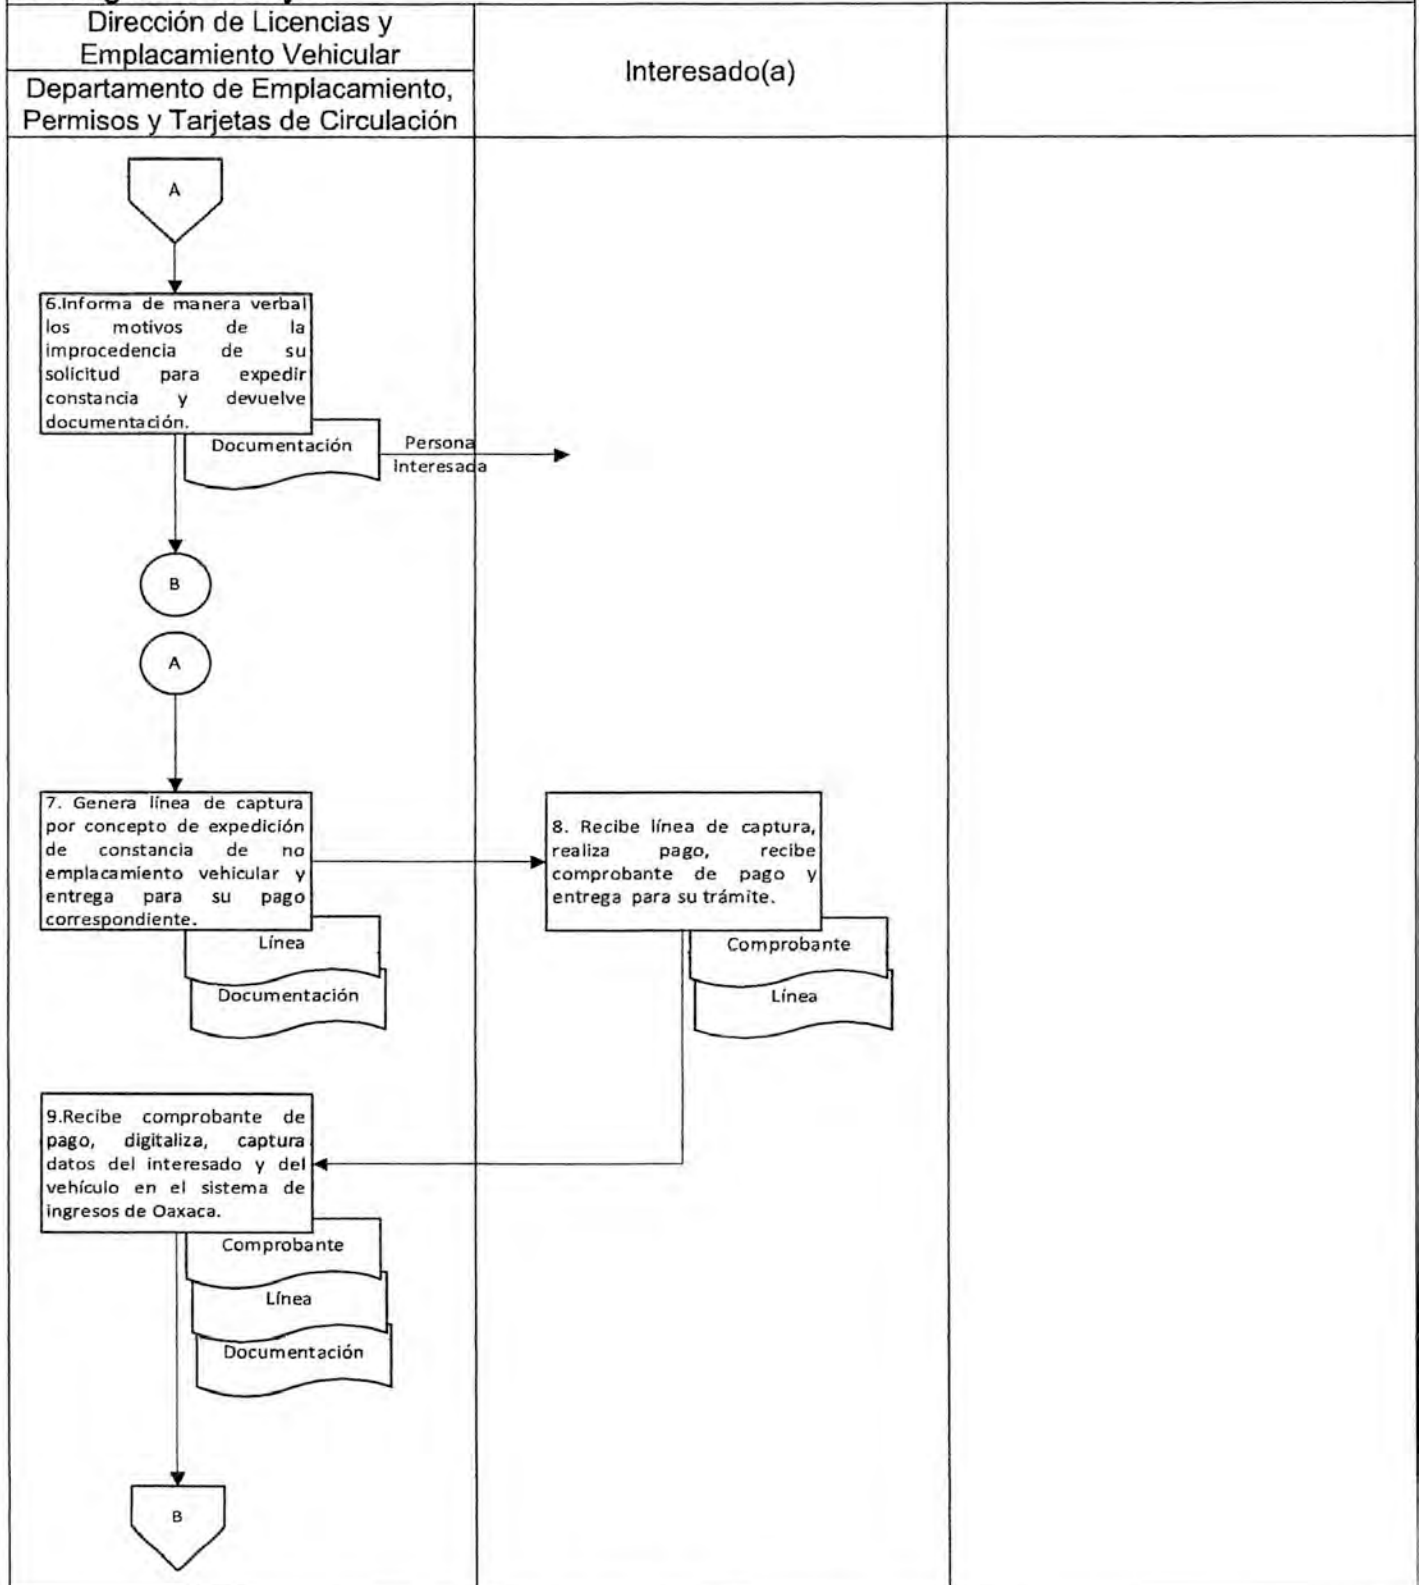 Dirección de Licencias y
Emplacamiento Vehicular
Departamento de Emplacamiento,
Permisos y Tarjetas de Circulación
Interesado(a)
A
6.Informa de manera verbal
los motivos de la
improcedencia de su
solicitud para expedir
constancia y devuelve
documentación.
Documentación
Persona
Interesada
B
A
7. Genera línea de captura
por concepto de expedición
de constancia de no
emplacamiento vehicular y
entrega para su pago
correspondiente.
Línea
Documentación
8. Recibe línea de captura,
realiza pago, recibe
comprobante de pago y
entrega para su trámite.
Comprobante
Línea
9.Recibe comprobante de
pago, digitaliza, captura
datos del interesado y del
vehículo en el sistema de
ingresos de Oaxaca.
Comprobante
Línea
Documentación
B